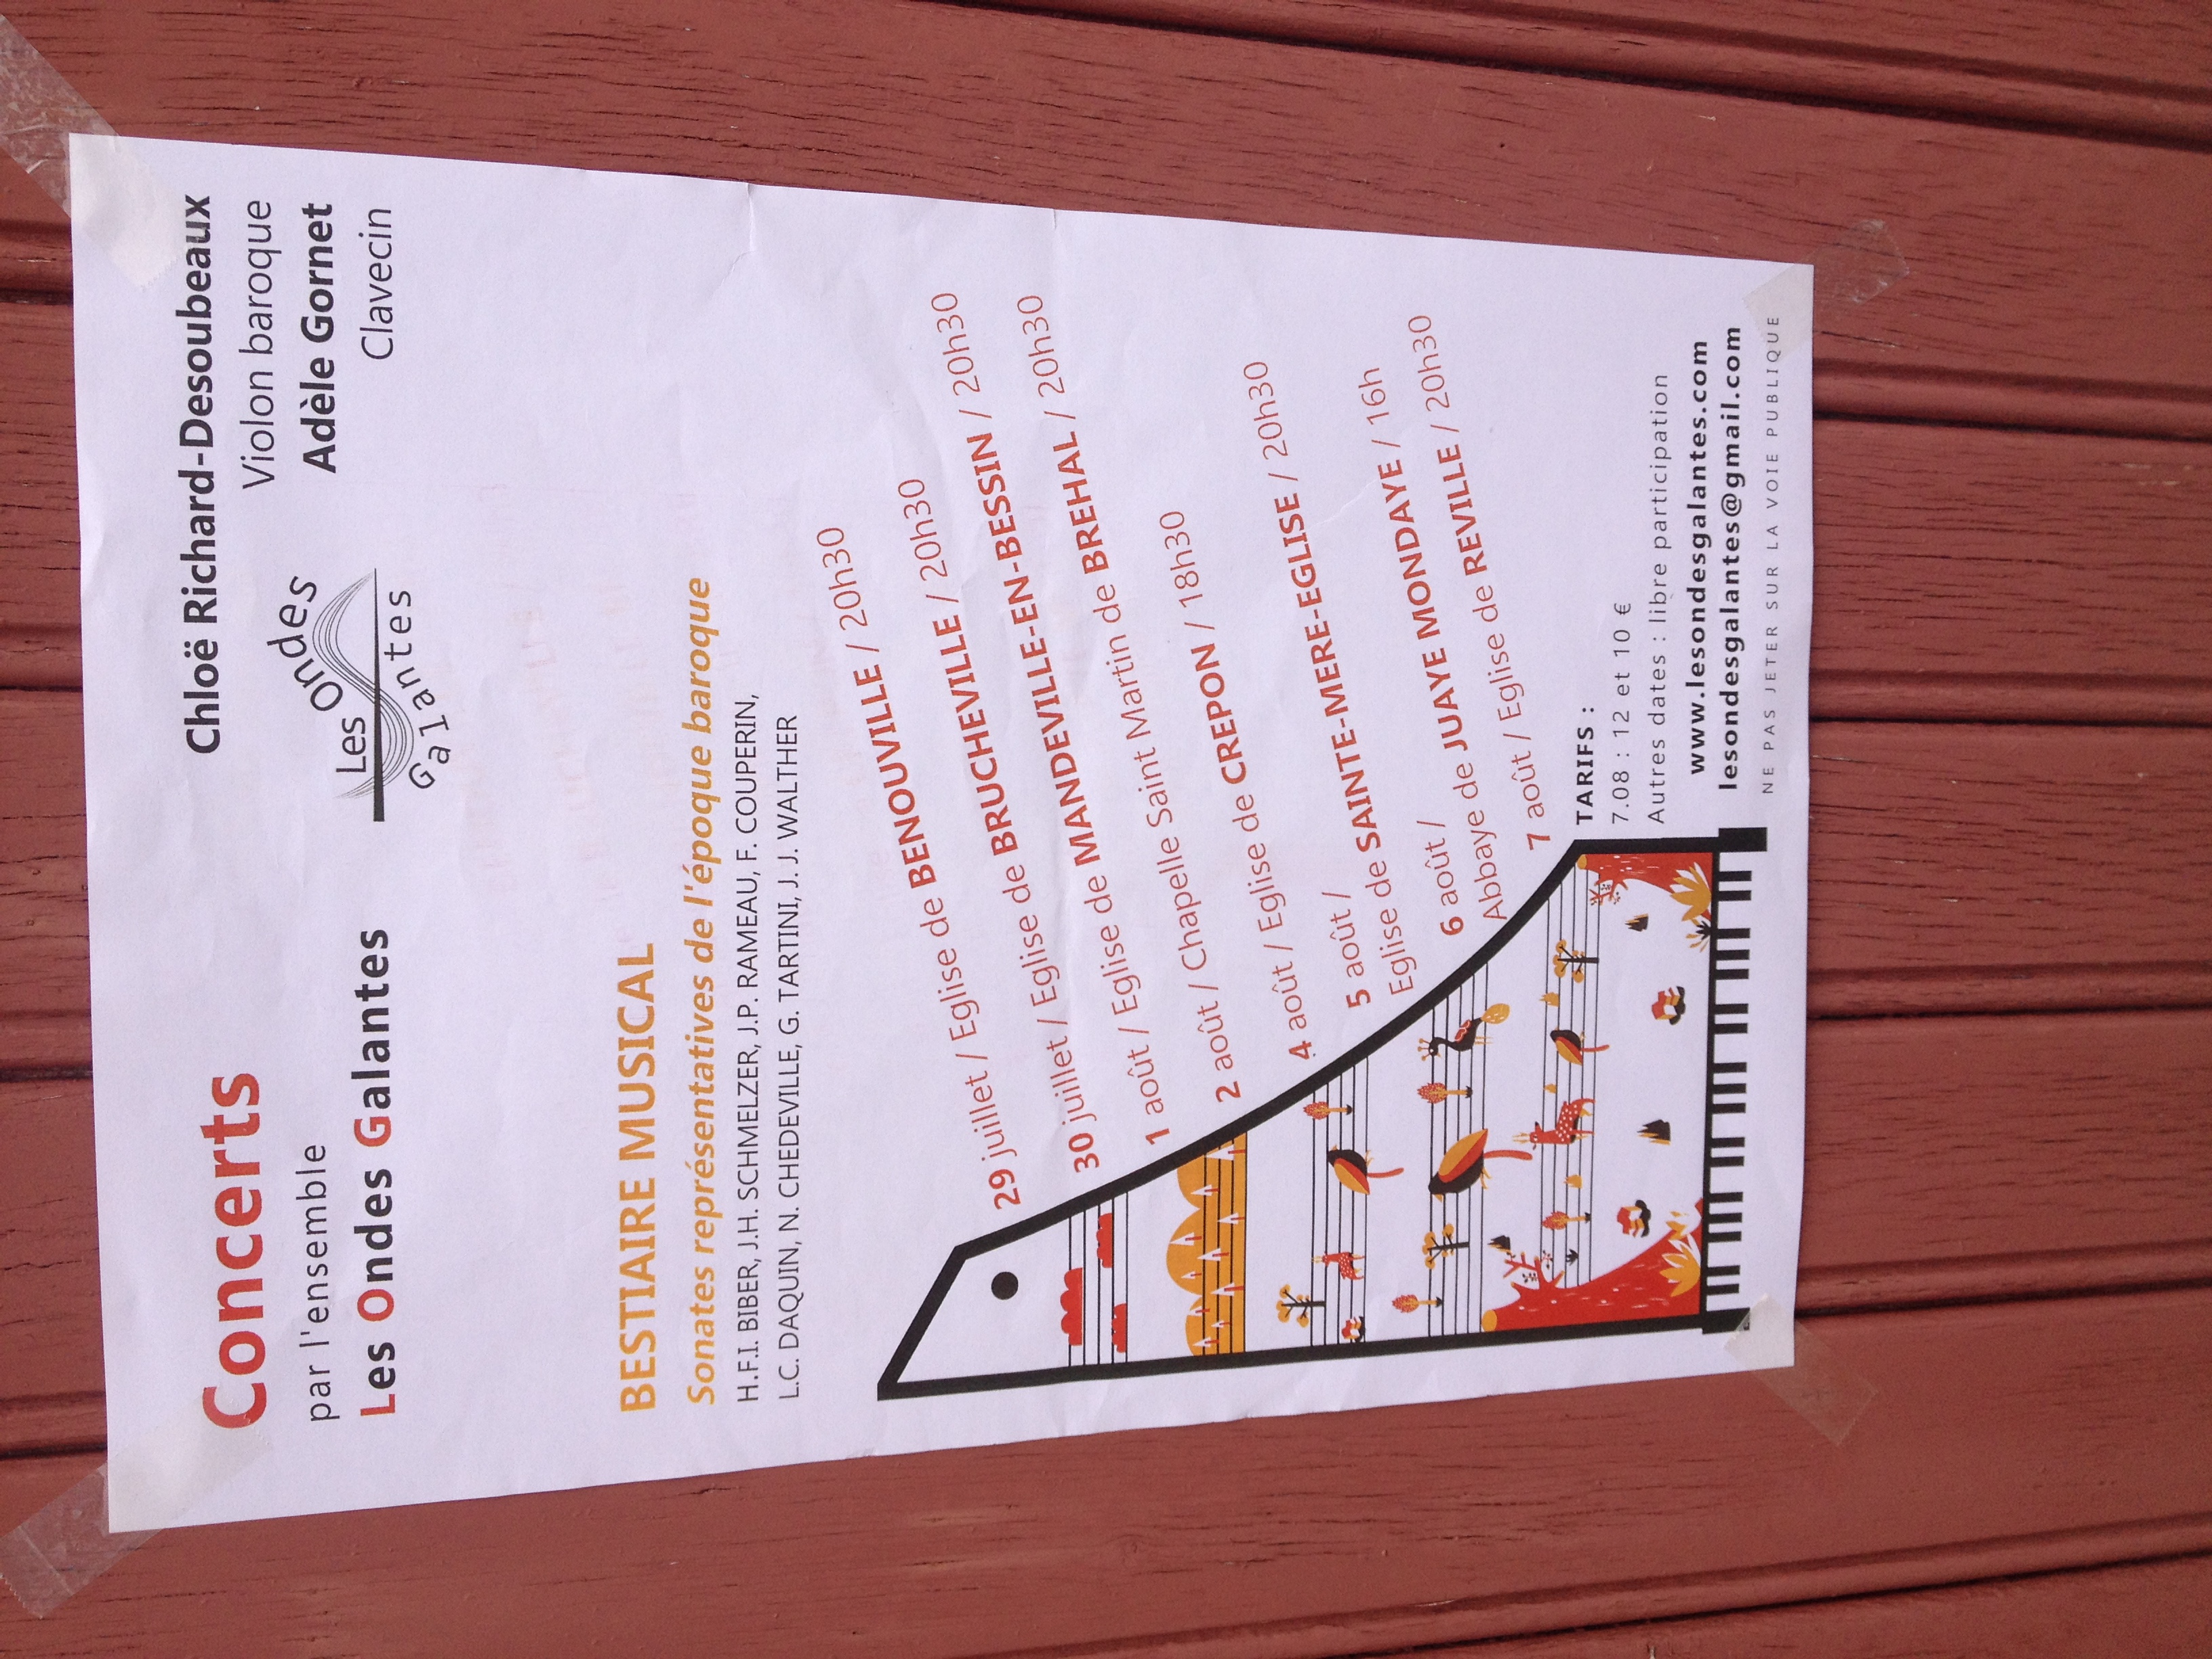 Concerts
par l'ensemble
Les Ondes Galantes
Les Ondes
Galantes
Chloë Richard-Desoubeaux
Violon baroque
Adèle Gornet
Clavecin
BESTIAIRE MUSICAL
Sonates représentatives de l'époque baroque
H.F.I. BIBER, J.H. SCHMELZER, J.P. RAMEAU, F. COUPERIN,
L.C. DAQUIN, N. CHEDEVILLE, G. TARTINI, J. J. WALTHER
29 juillet / Eglise de BENOUVILLE / 20h30
30 juillet / Eglise de BRUCHEVILLE / 20h30
1 août / Eglise de MANDEVILLE-EN-BESSIN / 20h30
2 août / Chapelle Saint Martin de BREHAL / 20h30
4 août / Eglise de CREPON / 18h30
5 août /
Eglise de SAINTE-MERE-EGLISE / 20h30
6 août /
Abbaye de JUAYE MONDAYE / 16h
7 août / Eglise de REVILLE / 20h30
TARIFS :
7.08 : 12 et 10 €
Autres dates : libre participation
www.lesondesgalantes.com
lesondesgalantes@gmail.com
NE PAS JETER SUR LA VOIE PUBLIQUE